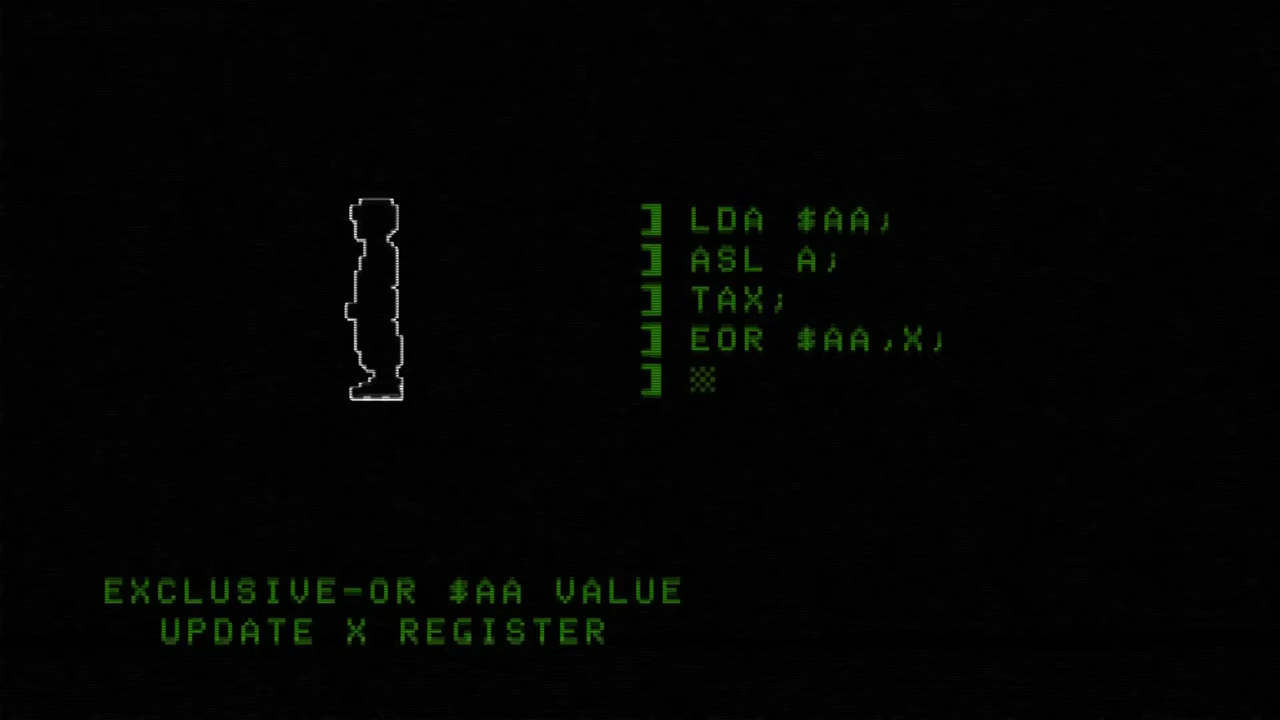 ] LDA $AA;
] ASL A;
] TAX;
] EOR $AA,X;
]
EXCLUSIVE-OR $AA VALUE
UPDATE X REGISTER